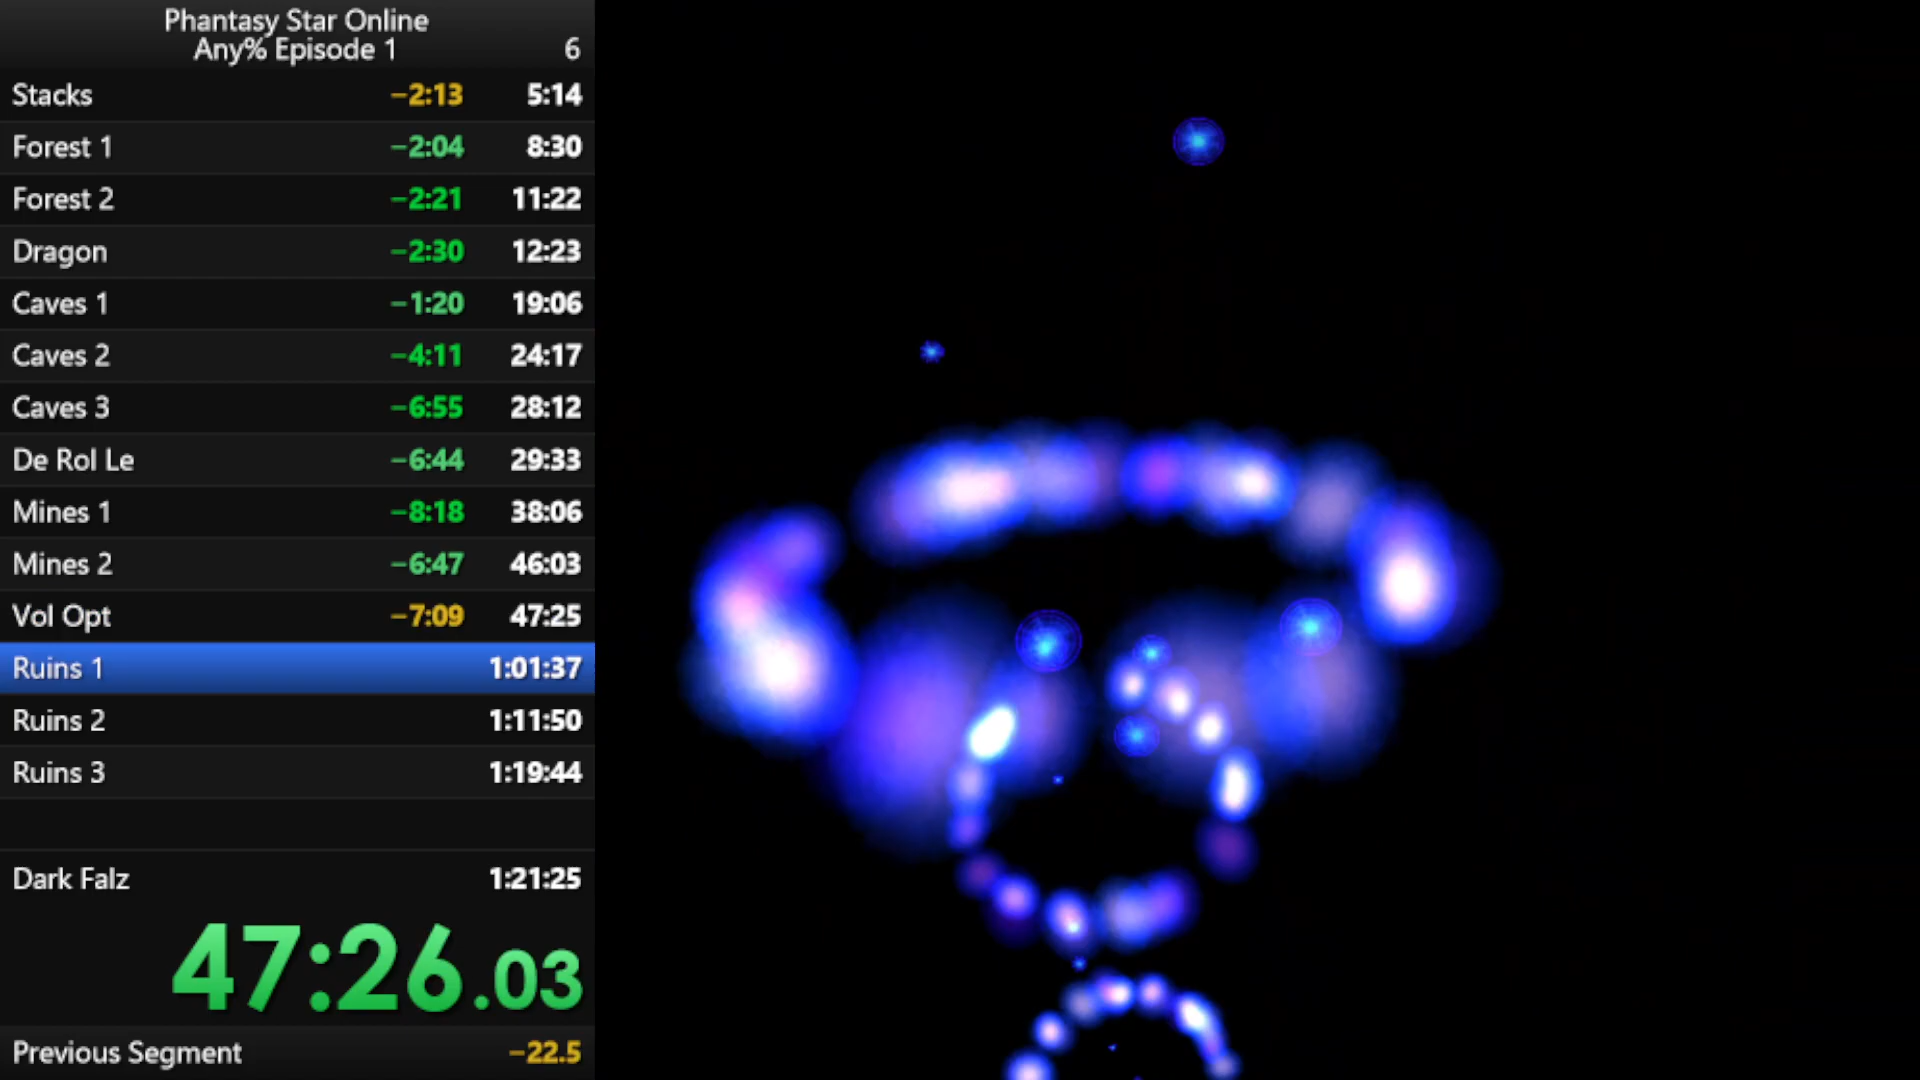 Phantasy Star Online
Any% Episode 1 6
Stacks −2:13 5:14
Forest 1 −2:04 8:30
Forest 2 −2:21 11:22
Dragon −2:30 12:23
Caves 1 −1:20 19:06
Caves 2 −4:11 24:17
Caves 3 −6:55 28:12
De Rol Le −6:44 29:33
Mines 1 −8:18 38:06
Mines 2 −6:47 46:03
Vol Opt −7:09 47:25
Ruins 1 1:01:37
Ruins 2 1:11:50
Ruins 3 1:19:44
Dark Falz 1:21:25
47:26.03
Previous Segment −22.5